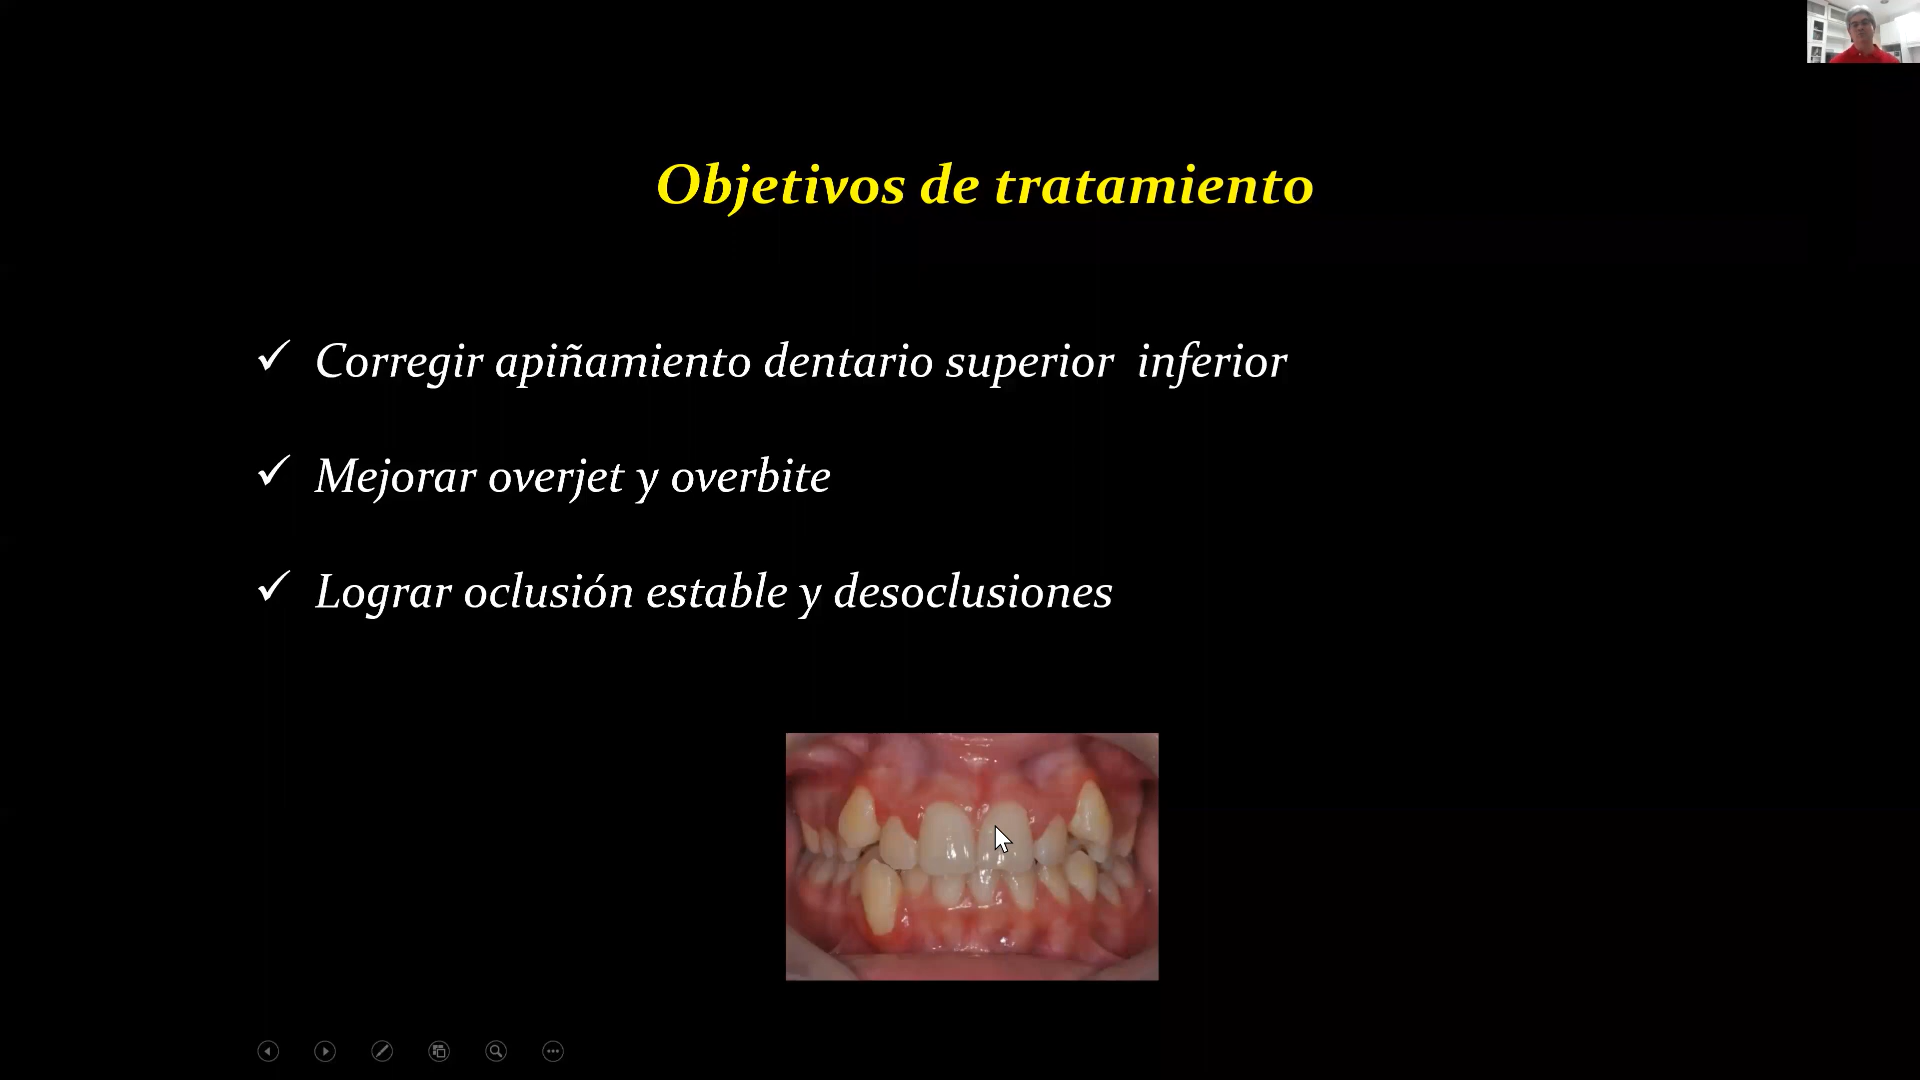 Objetivos de tratamiento
✓ Corregir apiñamiento dentario superior inferior
✓ Mejorar overjet y overbite
✓ Lograr oclusión estable y desoclusiones